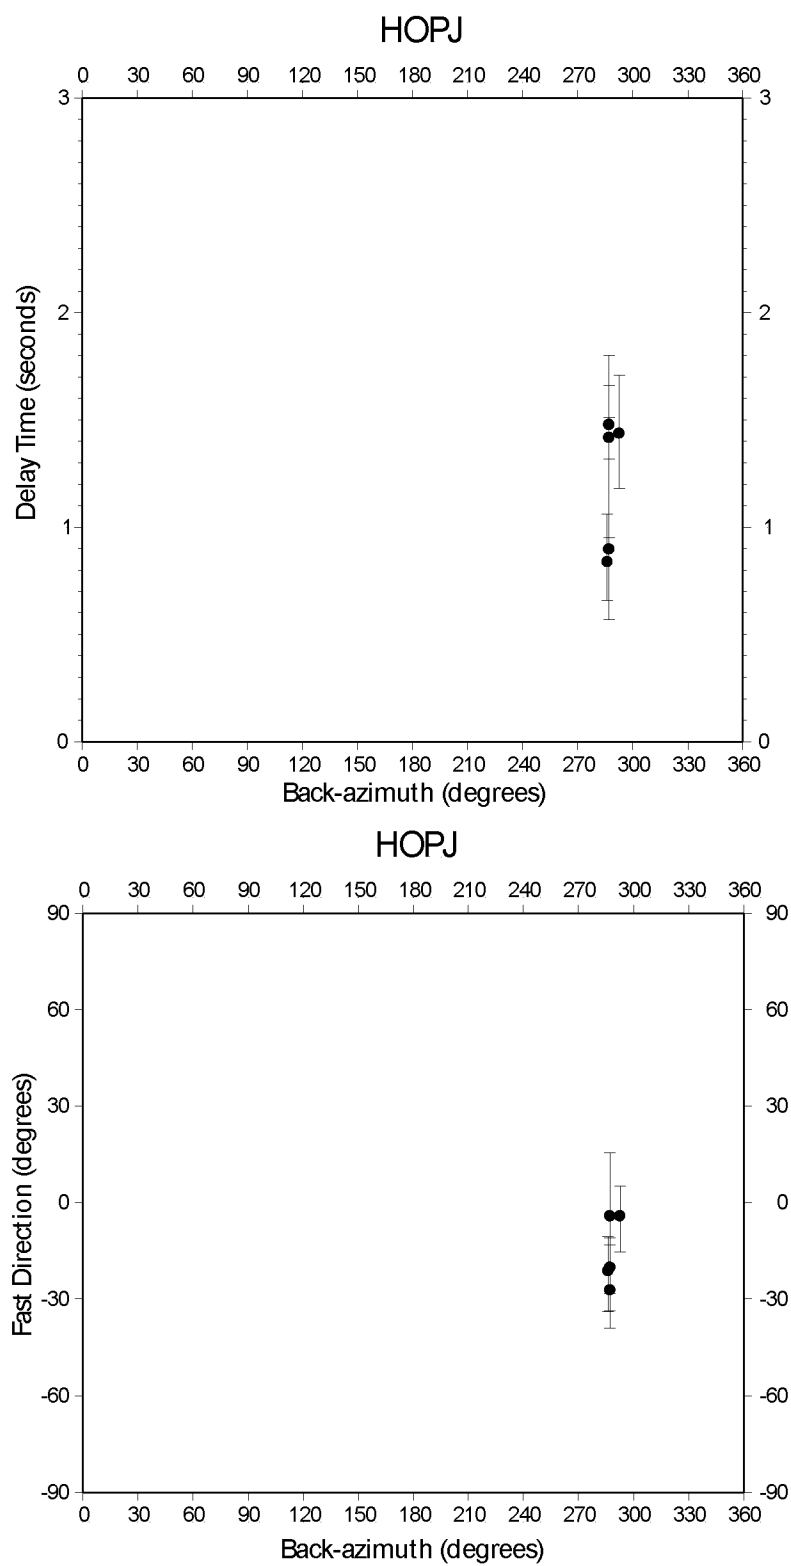 HOPJ
0 30 60 90 120 150 180 210 240 270 300 330 360
3 3
2 2
Delay Time (seconds)
1 1
0 0
0 30 60 90 120 150 180 210 240 270 300 330 360
Back-azimuth (degrees)
HOPJ
0 30 60 90 120 150 180 210 240 270 300 330 360
90 90
60 60
30 30
0 0
Fast Direction (degrees)
-30 -30
-60 -60
-90 -90
0 30 60 90 120 150 180 210 240 270 300 330 360
Back-azimuth (degrees)